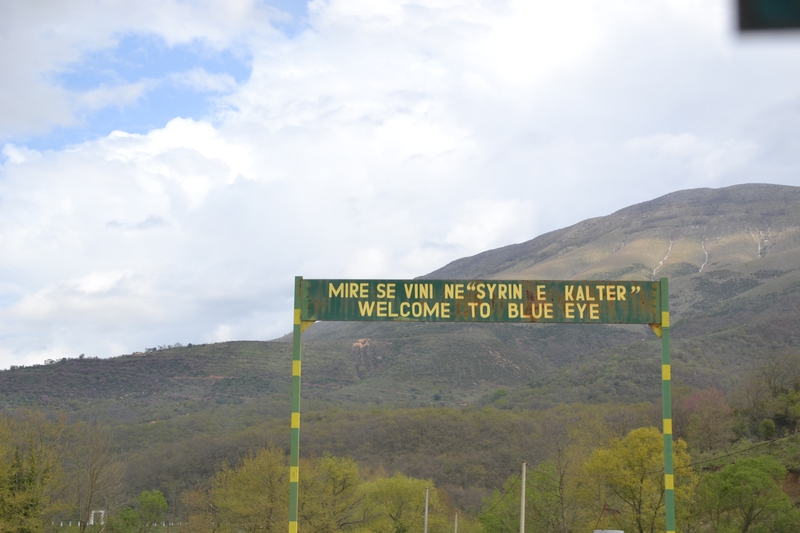 MIRE SE VINI NE "SYRIN E KALTER"
WELCOME TO BLUE EYE